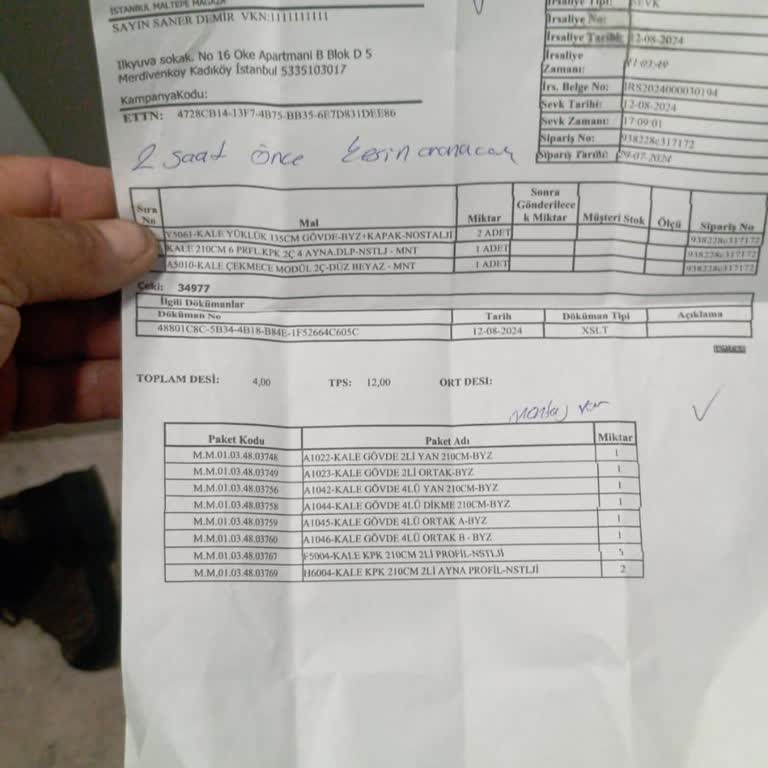 İSTANBUL MALTEPE MAĞAZA
SAYIN SANER DEMİR VKN:1111111111
Ilkyuva sokak. No 16 Oke Apartmani B Blok D 5
Merdivenköy Kadıköy İstanbul 5335103017
KampanyaKodu:
ETTN: 4728CB14-13F7-4B75-BB35-6E7D831DEE86
İrsaliye Tipi: SEVK
İrsaliye No:
İrsaliye Tarihi: 12-08-2024
İrsaliye Zamanı:
İrs. Belge No: IRS2024000030194
Sevk Tarihi: 12-08-2024
Sevk Zamanı: 17:09:01
Sipariş No: 938228c317172
Sipariş Tarihi: 29-07-2024
2 saat önce kesin aranacak
Sıra No Mal Miktar Sonra Gönderilecek Miktar Müşteri Stok Ölçü Sipariş No
Y5061-KALE YÜKLÜK 135CM GÖVDE-BYZ+KAPAK-NOSTALJİ 2 ADET 938228c317172
KALE 210CM 6 PRFL.KPK 2Ç 4 AYNA.DLP-NSTLJ - MNT 1 ADET 938228c317172
A5010-KALE ÇEKMECE MODÜL 2Ç-DÜZ BEYAZ - MNT 1 ADET 938228c317172
Çeki: 34977
İlgili Dökümanlar
Döküman No Tarih Döküman Tipi Açıklama
48801C8C-5B34-4B18-B84E-1F52664C605C 12-08-2024 XSLT
TOPLAM DESİ: 4,00 TPS: 12,00 ORT DESI:
montaj var
Paket Kodu Paket Adı Miktar
M.M.01.03.48.03748 A1022-KALE GÖVDE 2Lİ YAN 210CM-BYZ 1
M.M.01.03.48.03749 A1023-KALE GÖVDE 2Lİ ORTAK-BYZ 1
M.M.01.03.48.03756 A1042-KALE GÖVDE 4LÜ YAN 210CM-BYZ 1
M.M.01.03.48.03758 A1044-KALE GÖVDE 4LÜ DİKME 210CM-BYZ 1
M.M.01.03.48.03759 A1045-KALE GÖVDE 4LÜ ORTAK A-BYZ 1
M.M.01.03.48.03760 A1046-KALE GÖVDE 4LÜ ORTAK B - BYZ 1
M.M.01.03.48.03767 F5004-KALE KPK 210CM 2Lİ PROFİL-NSTLJİ
M.M.01.03.48.03769 H6004-KALE KPK 210CM 2Lİ AYNA PROFİL-NSTLJİ 2